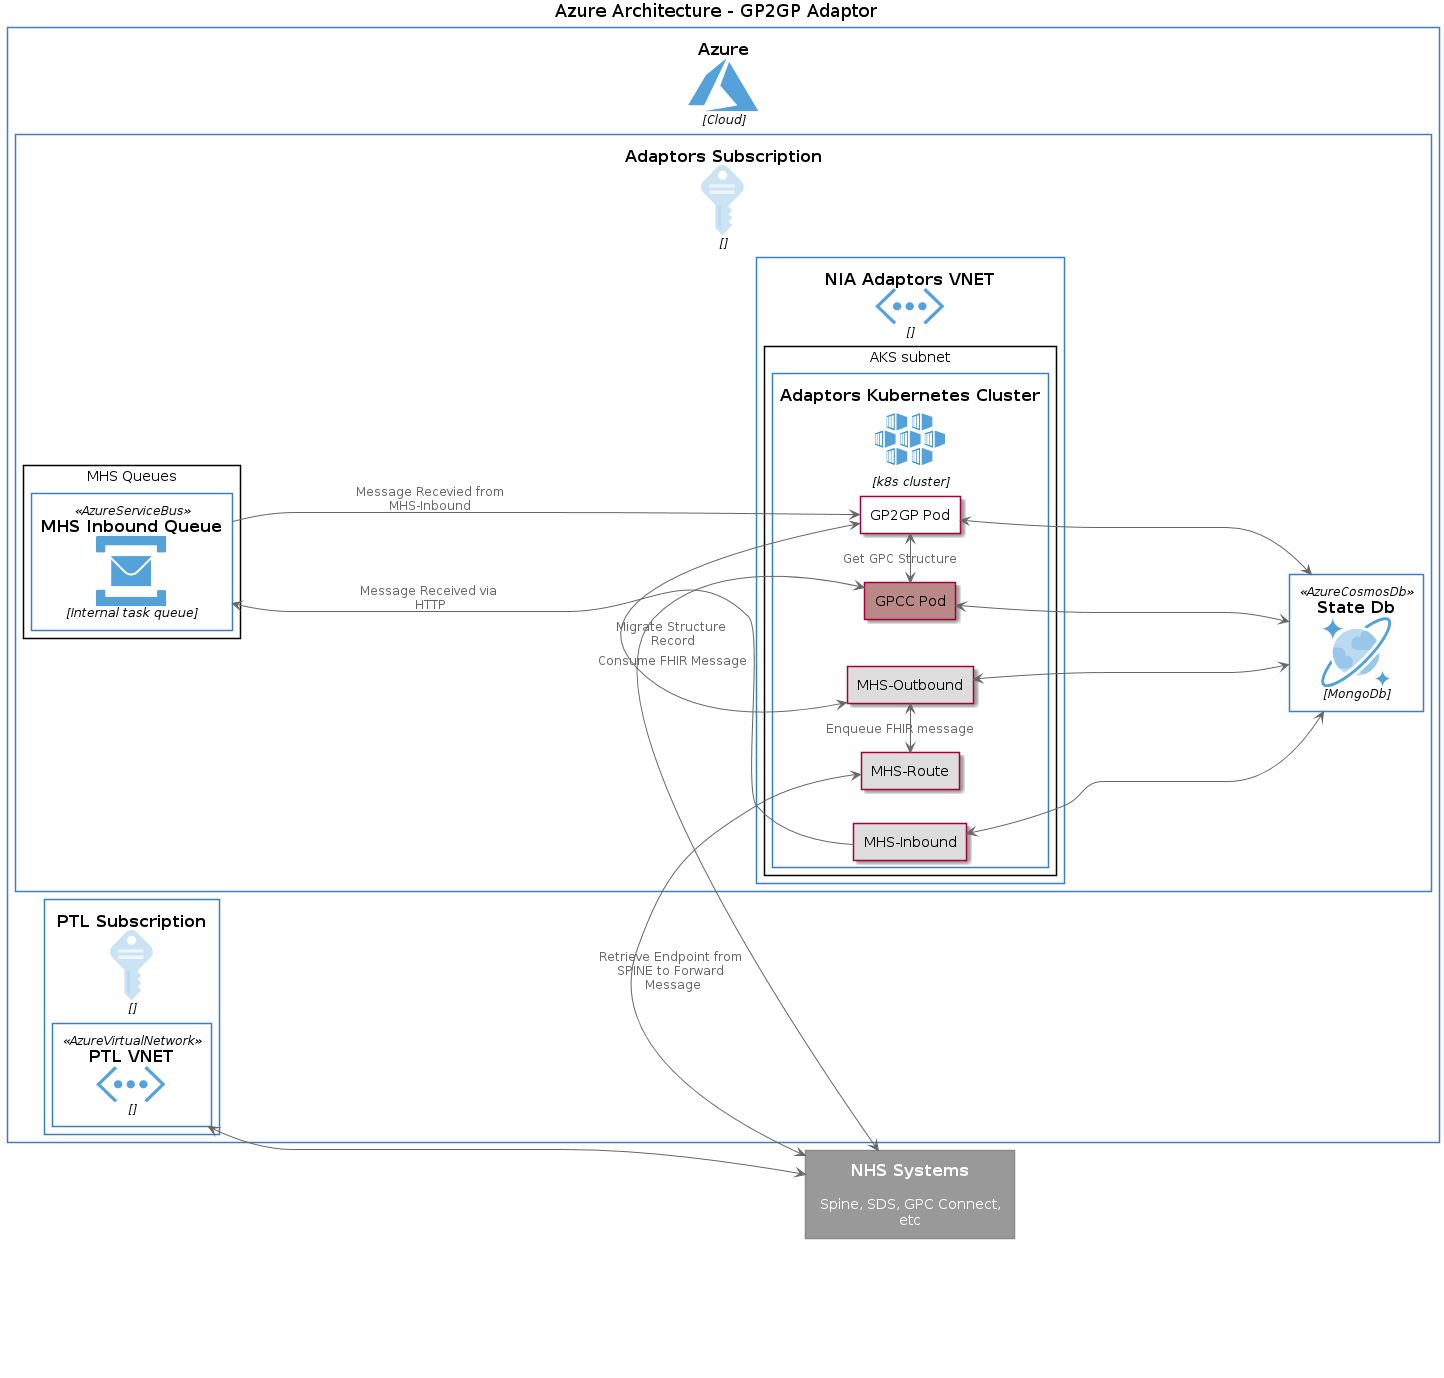 Azure Architecture - GP2GP Adaptor
Azure
[Cloud]
Adaptors Subscription
[]
NIA Adaptors VNET
[]
AKS subnet
Adaptors Kubernetes Cluster
[k8s cluster]
MHS Queues
«AzureServiceBus»
MHS Inbound Queue
[Internal task queue]
Message Recevied from
MHS-Inbound
GP2GP Pod
Get GPC Structure
Message Received via
HTTP
GPCC Pod
«AzureCosmosDb»
State Db
[MongoDb]
Migrate Structure
Record
Consume FHIR Message
MHS-Outbound
Enqueue FHIR message
MHS-Route
MHS-Inbound
PTL Subscription
[]
«AzureVirtualNetwork»
PTL VNET
[]
Retrieve Endpoint from
SPINE to Forward
Message
NHS Systems
Spine, SDS, GPC Connect,
etc